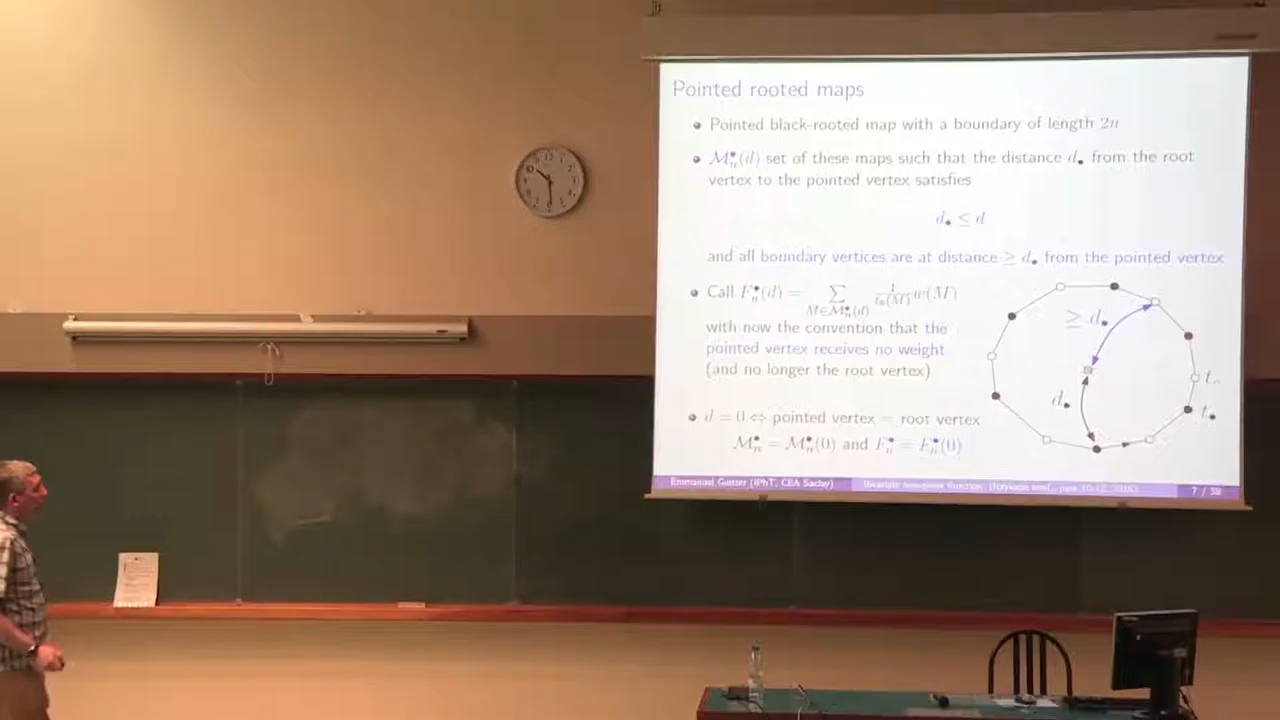 Pointed rooted maps
Pointed black-rooted map with a boundary of length 2n
M•n(d) set of these maps such that the distance d• from the root
vertex to the pointed vertex satisfies
d• ≤ d
and all boundary vertices are at distance ≥ d• from the pointed vertex
Call F•n(d) = ∑ M∈M•n(d) 1/t•(M) w(M)
with now the convention that the
pointed vertex receives no weight
(and no longer the root vertex)
d = 0 ⇔ pointed vertex = root vertex
M•n = M•n(0) and F•n = F•n(0)
≥ d•
d•
t◦
t•
Emmanuel Guitter (IPhT, CEA Saclay)
7 / 38